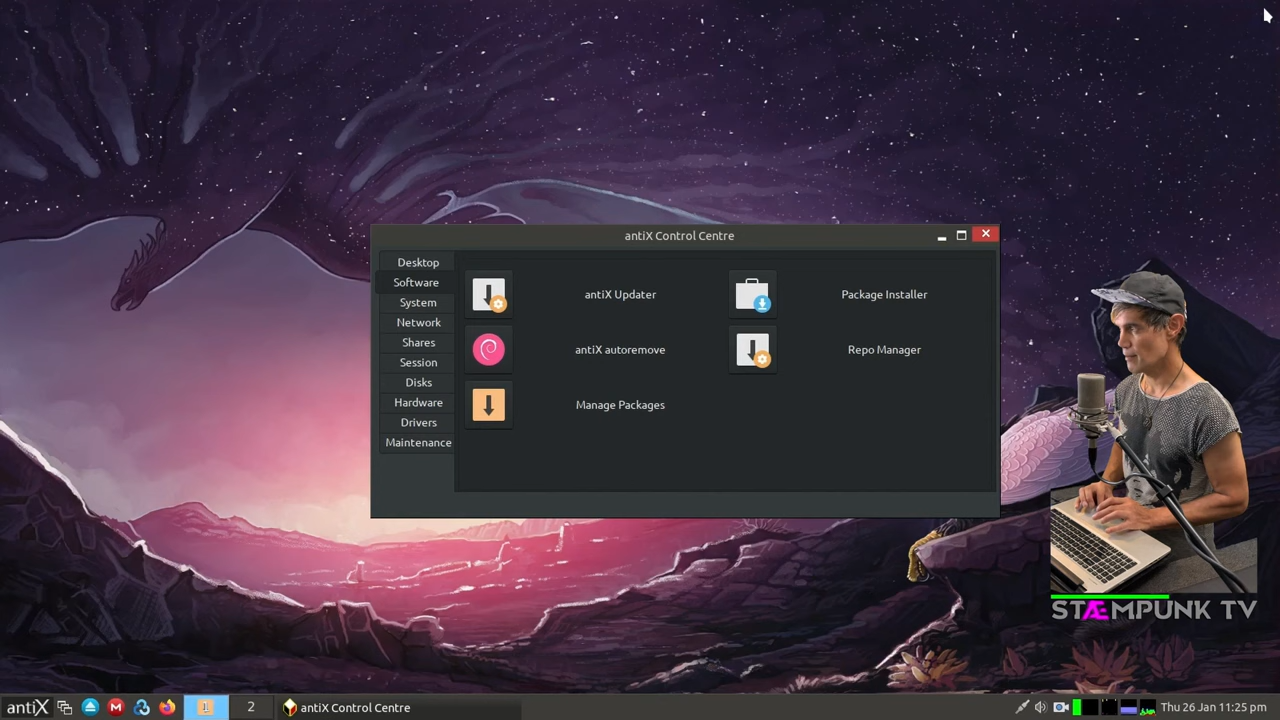 antiX Control Centre
Desktop
Software
System
Network
Shares
Session
Disks
Hardware
Drivers
Maintenance
antiX Updater
Package Installer
antiX autoremove
Repo Manager
Manage Packages
STÆMPUNK TV
antiX
M
1
2
antiX Control Centre
Thu 26 Jan 11:25 pm